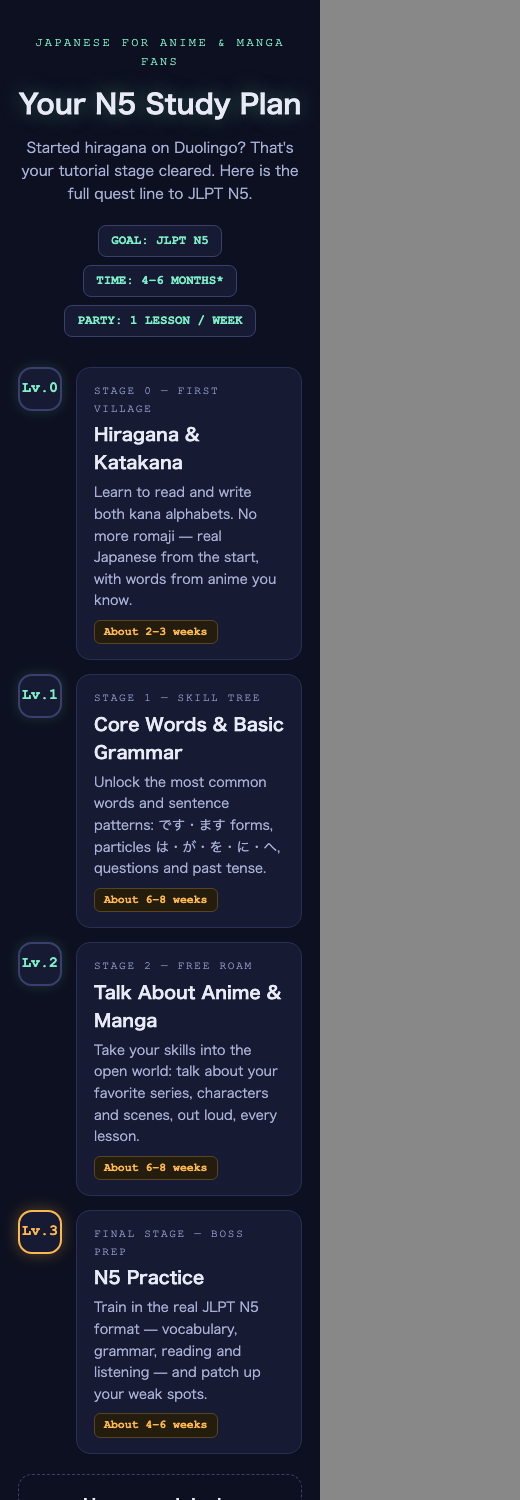 JAPANESE FOR ANIME & MANGA
FANS
Your N5 Study Plan
Started hiragana on Duolingo? That's
your tutorial stage cleared. Here is the
full quest line to JLPT N5.
GOAL: JLPT N5
TIME: 4–6 MONTHS*
PARTY: 1 LESSON / WEEK
Lv.0
STAGE 0 — FIRST
VILLAGE
Hiragana &
Katakana
Learn to read and write
both kana alphabets. No
more romaji — real
Japanese from the start,
with words from anime you
know.
About 2–3 weeks
Lv.1
STAGE 1 — SKILL TREE
Core Words & Basic
Grammar
Unlock the most common
words and sentence
patterns: です・ます forms,
particles は・が・を・に・へ,
questions and past tense.
About 6–8 weeks
Lv.2
STAGE 2 — FREE ROAM
Talk About Anime &
Manga
Take your skills into the
open world: talk about your
favorite series, characters
and scenes, out loud, every
lesson.
About 6–8 weeks
Lv.3
FINAL STAGE — BOSS
PREP
N5 Practice
Train in the real JLPT N5
format — vocabulary,
grammar, reading and
listening — and patch up
your weak spots.
About 4–6 weeks